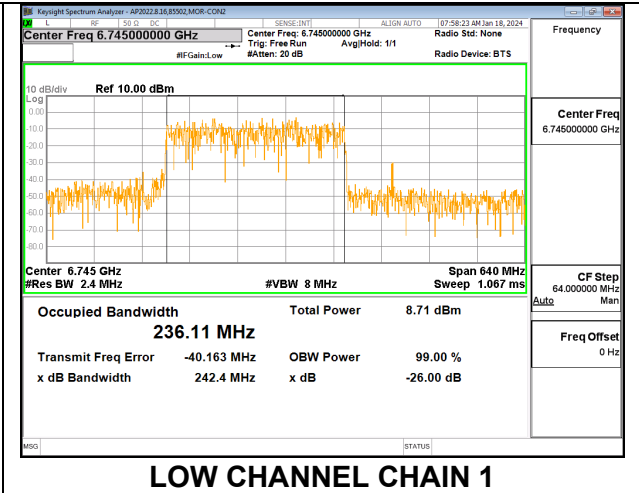 Keysight Spectrum Analyzer - AP2022.8.16,85502,MOR-CONZ
L RF 50 Ω DC SENSE:INT ALIGN AUTO 07:58:23 AM Jan 18, 2024
Center Freq 6.745000000 GHz Center Freq: 6.745000000 GHz Radio Std: None
Trig: Free Run Avg|Hold: 1/1
#IFGain:Low #Atten: 20 dB Radio Device: BTS
Frequency
10 dB/div Ref 10.00 dBm
Log
0.00
-10.0
-20.0
-30.0
-40.0
-50.0
-60.0
-70.0
-80.0
Center Freq
6.745000000 GHz
Center 6.745 GHz Span 640 MHz
#Res BW 2.4 MHz #VBW 8 MHz Sweep 1.067 ms
CF Step
64.000000 MHz
Auto Man
Occupied Bandwidth Total Power 8.71 dBm
236.11 MHz
Freq Offset
0 Hz
Transmit Freq Error -40.163 MHz OBW Power 99.00 %
x dB Bandwidth 242.4 MHz x dB -26.00 dB
MSG STATUS
LOW CHANNEL CHAIN 1